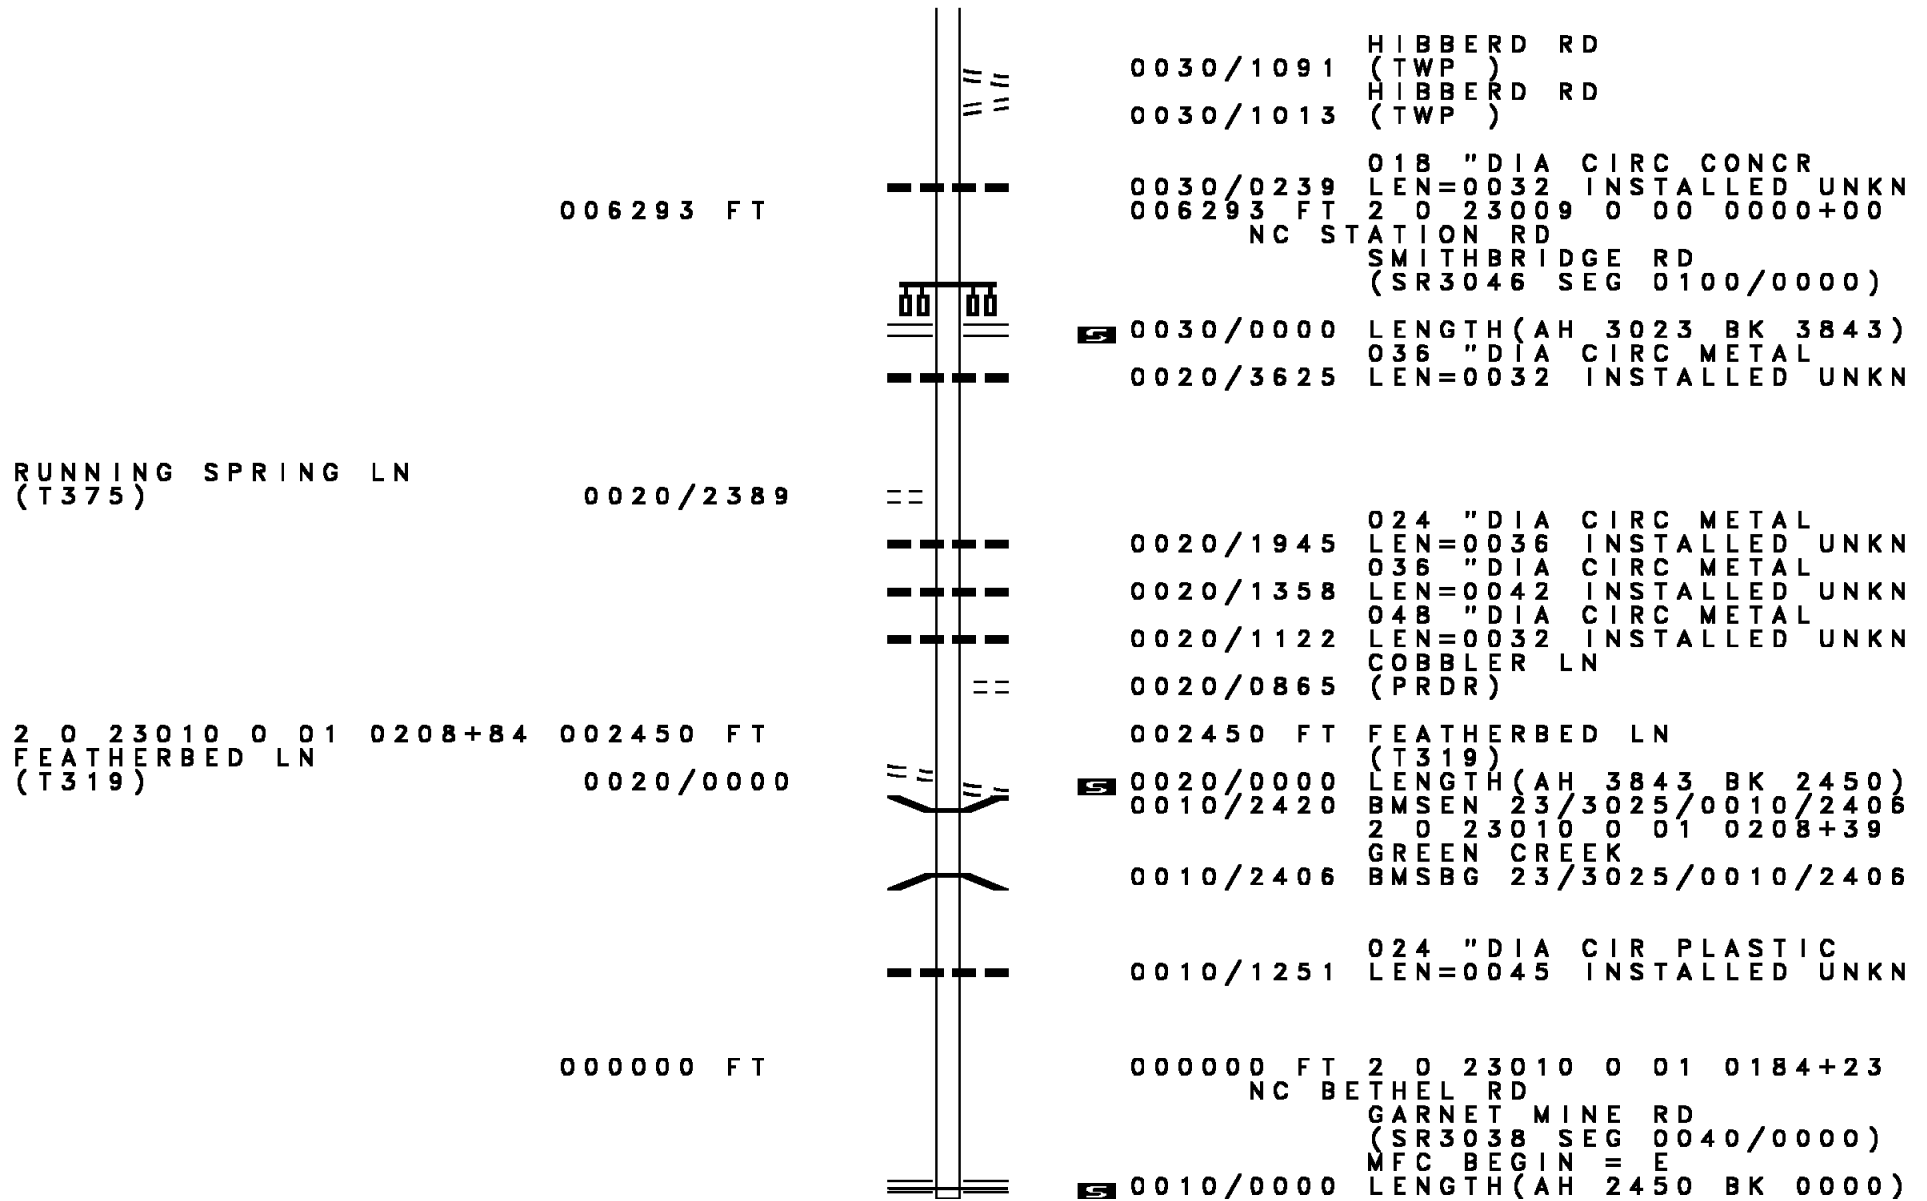 HIBBERD RD
0030/1091 (TWP )
HIBBERD RD
0030/1013 (TWP )
018 "DIA CIRC CONCR
0030/0239 LEN=0032 INSTALLED UNKN
006293 FT 006293 FT 2 0 23009 0 00 0000+00
NC STATION RD
SMITHBRIDGE RD
(SR3046 SEG 0100/0000)
S 0030/0000 LENGTH(AH 3023 BK 3843)
036 "DIA CIRC METAL
0020/3625 LEN=0032 INSTALLED UNKN
RUNNING SPRING LN
(T375) 0020/2389
024 "DIA CIRC METAL
0020/1945 LEN=0036 INSTALLED UNKN
036 "DIA CIRC METAL
0020/1358 LEN=0042 INSTALLED UNKN
048 "DIA CIRC METAL
0020/1122 LEN=0032 INSTALLED UNKN
COBBLER LN
0020/0865 (PRDR)
2 0 23010 0 01 0208+84 002450 FT 002450 FT FEATHERBED LN
FEATHERBED LN (T319)
(T319) 0020/0000 S 0020/0000 LENGTH(AH 3843 BK 2450)
0010/2420 BMSEN 23/3025/0010/2406
2 0 23010 0 01 0208+39
GREEN CREEK
0010/2406 BMSBG 23/3025/0010/2406
024 "DIA CIR PLASTIC
0010/1251 LEN=0045 INSTALLED UNKN
000000 FT 000000 FT 2 0 23010 0 01 0184+23
NC BETHEL RD
GARNET MINE RD
(SR3038 SEG 0040/0000)
MFC BEGIN = E
S 0010/0000 LENGTH(AH 2450 BK 0000)